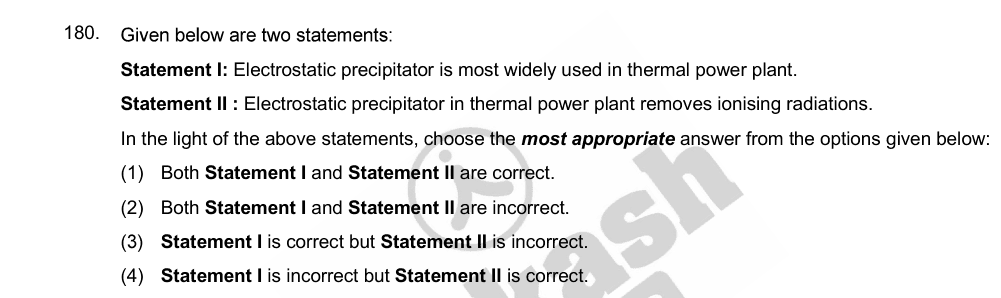 180. Given below are two statements:
Statement I: Electrostatic precipitator is most widely used in thermal power plant.
Statement II : Electrostatic precipitator in thermal power plant removes ionising radiations.
In the light of the above statements, choose the most appropriate answer from the options given below:
(1) Both Statement I and Statement II are correct.
(2) Both Statement I and Statement II are incorrect.
(3) Statement I is correct but Statement II is incorrect.
(4) Statement I is incorrect but Statement II is correct.